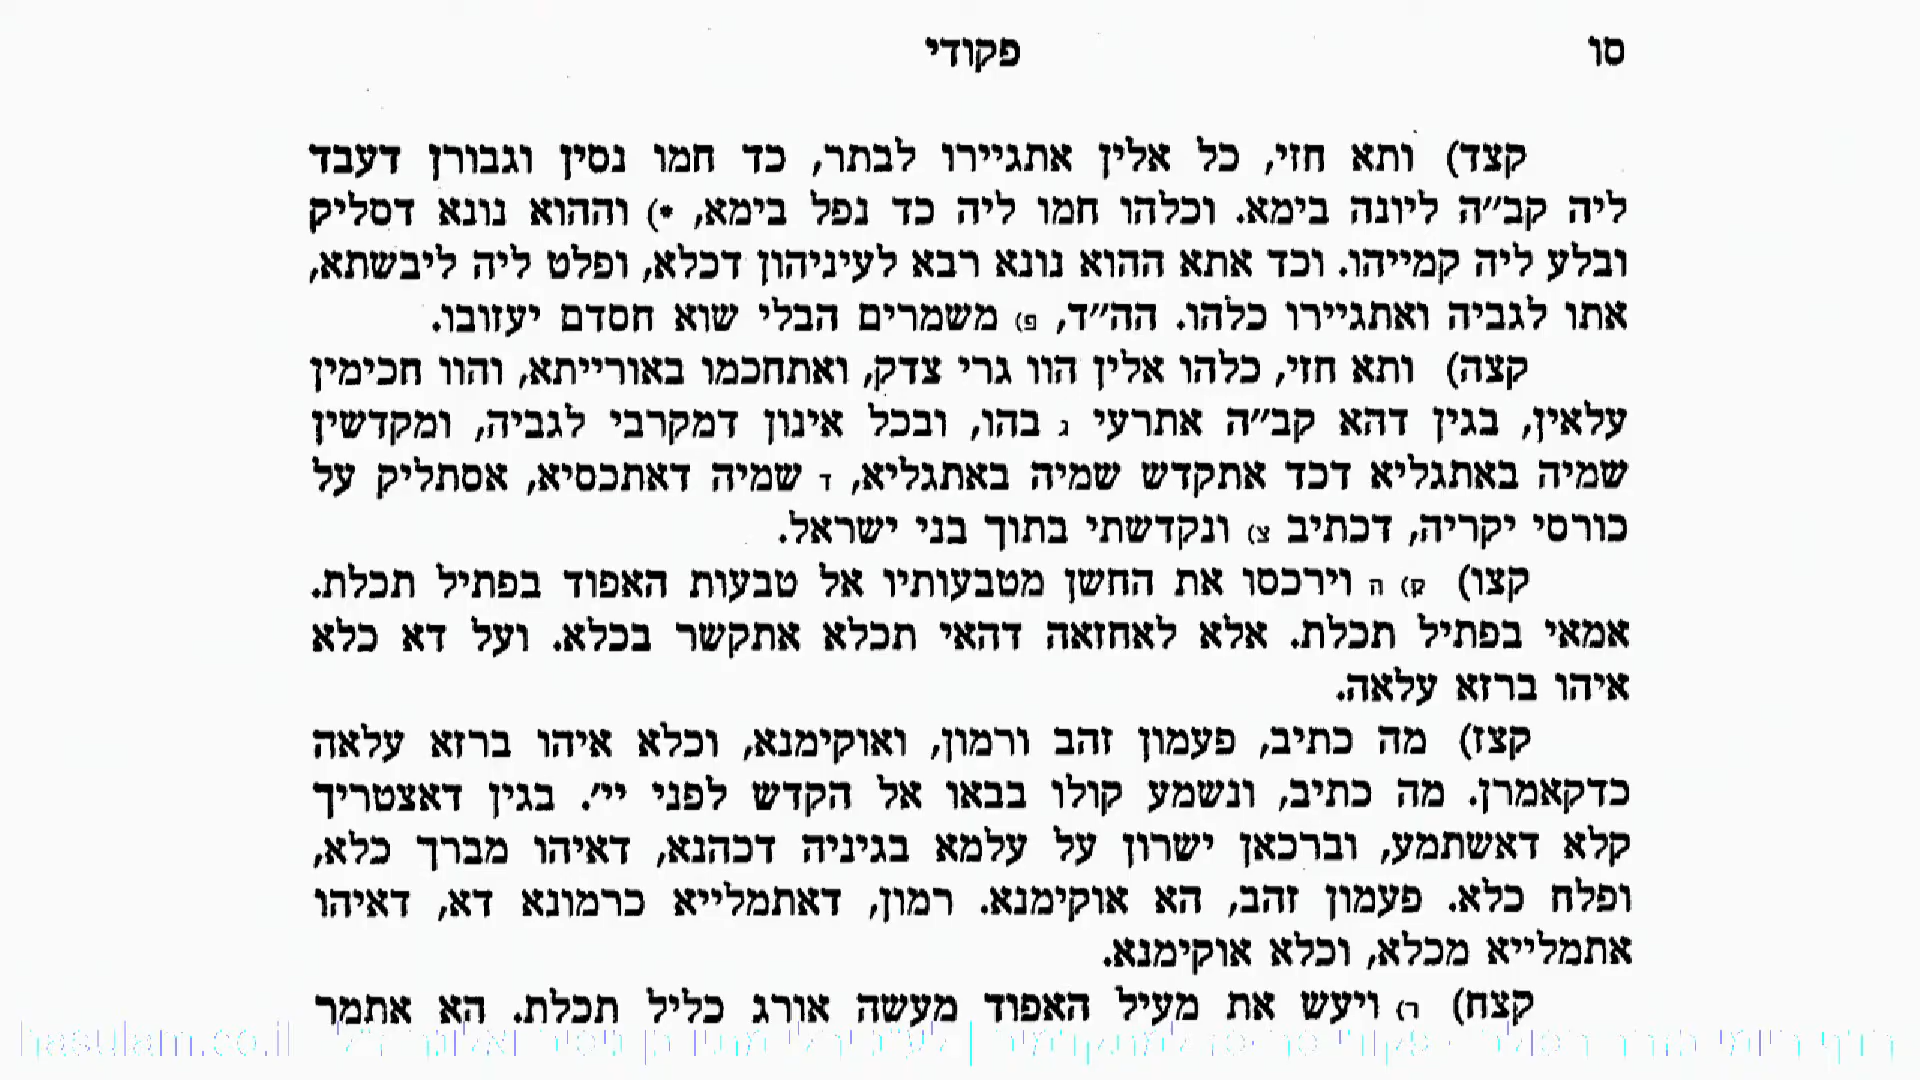 סו פקודי
קצד) ותא חזי, כל אלין אתגיירו לבתר, כד חמו נסין וגבורן דעבד
ליה קב״ה ליונה בימא. וכלהו חמו ליה כד נפל בימא, *) וההוא נונא דסליק
ובלע ליה קמייהו. וכד אתא ההוא נונא רבא לעיניהון דכלא, ופלט ליה ליבשתא,
אתו לגביה ואתגיירו כלהו. הה״ד, פ) משמרים הבלי שוא חסדם יעזובו.
קצה) ותא חזי, כלהו אלין הוו גרי צדק, ואתחכמו באורייתא, והוו חכימין
עלאין, בגין דהא קב״ה אתרעי ג בהו, ובכל אינון דמקרבי לגביה, ומקדשין
שמיה באתגליא דכד אתקדש שמיה באתגליא, ד שמיה דאתכסיא, אסתליק על
כורסי יקריה, דכתיב צ) ונקדשתי בתוך בני ישראל.
קצו) ק) ה וירכסו את החשן מטבעותיו אל טבעות האפוד בפתיל תכלת.
אמאי בפתיל תכלת. אלא לאחזאה דהאי תכלא אתקשר בכלא. ועל דא כלא
איהו ברזא עלאה.
קצז) מה כתיב, פעמון זהב ורמון, ואוקימנא, וכלא איהו ברזא עלאה
כדקאמרן. מה כתיב, ונשמע קולו בבאו אל הקדש לפני יי׳. בגין דאצטריך
קלא דאשתמע, וברכאן ישרון על עלמא בגיניה דכהנא, דאיהו מברך כלא,
ופלח כלא. פעמון זהב, הא אוקימנא. רמון, דאתמלייא כרמונא דא, דאיהו
אתמלייא מכלא, וכלא אוקימנא.
קצח) ר) ויעש את מעיל האפוד מעשה אורג כליל תכלת. הא אתמר
hasulam.co.il